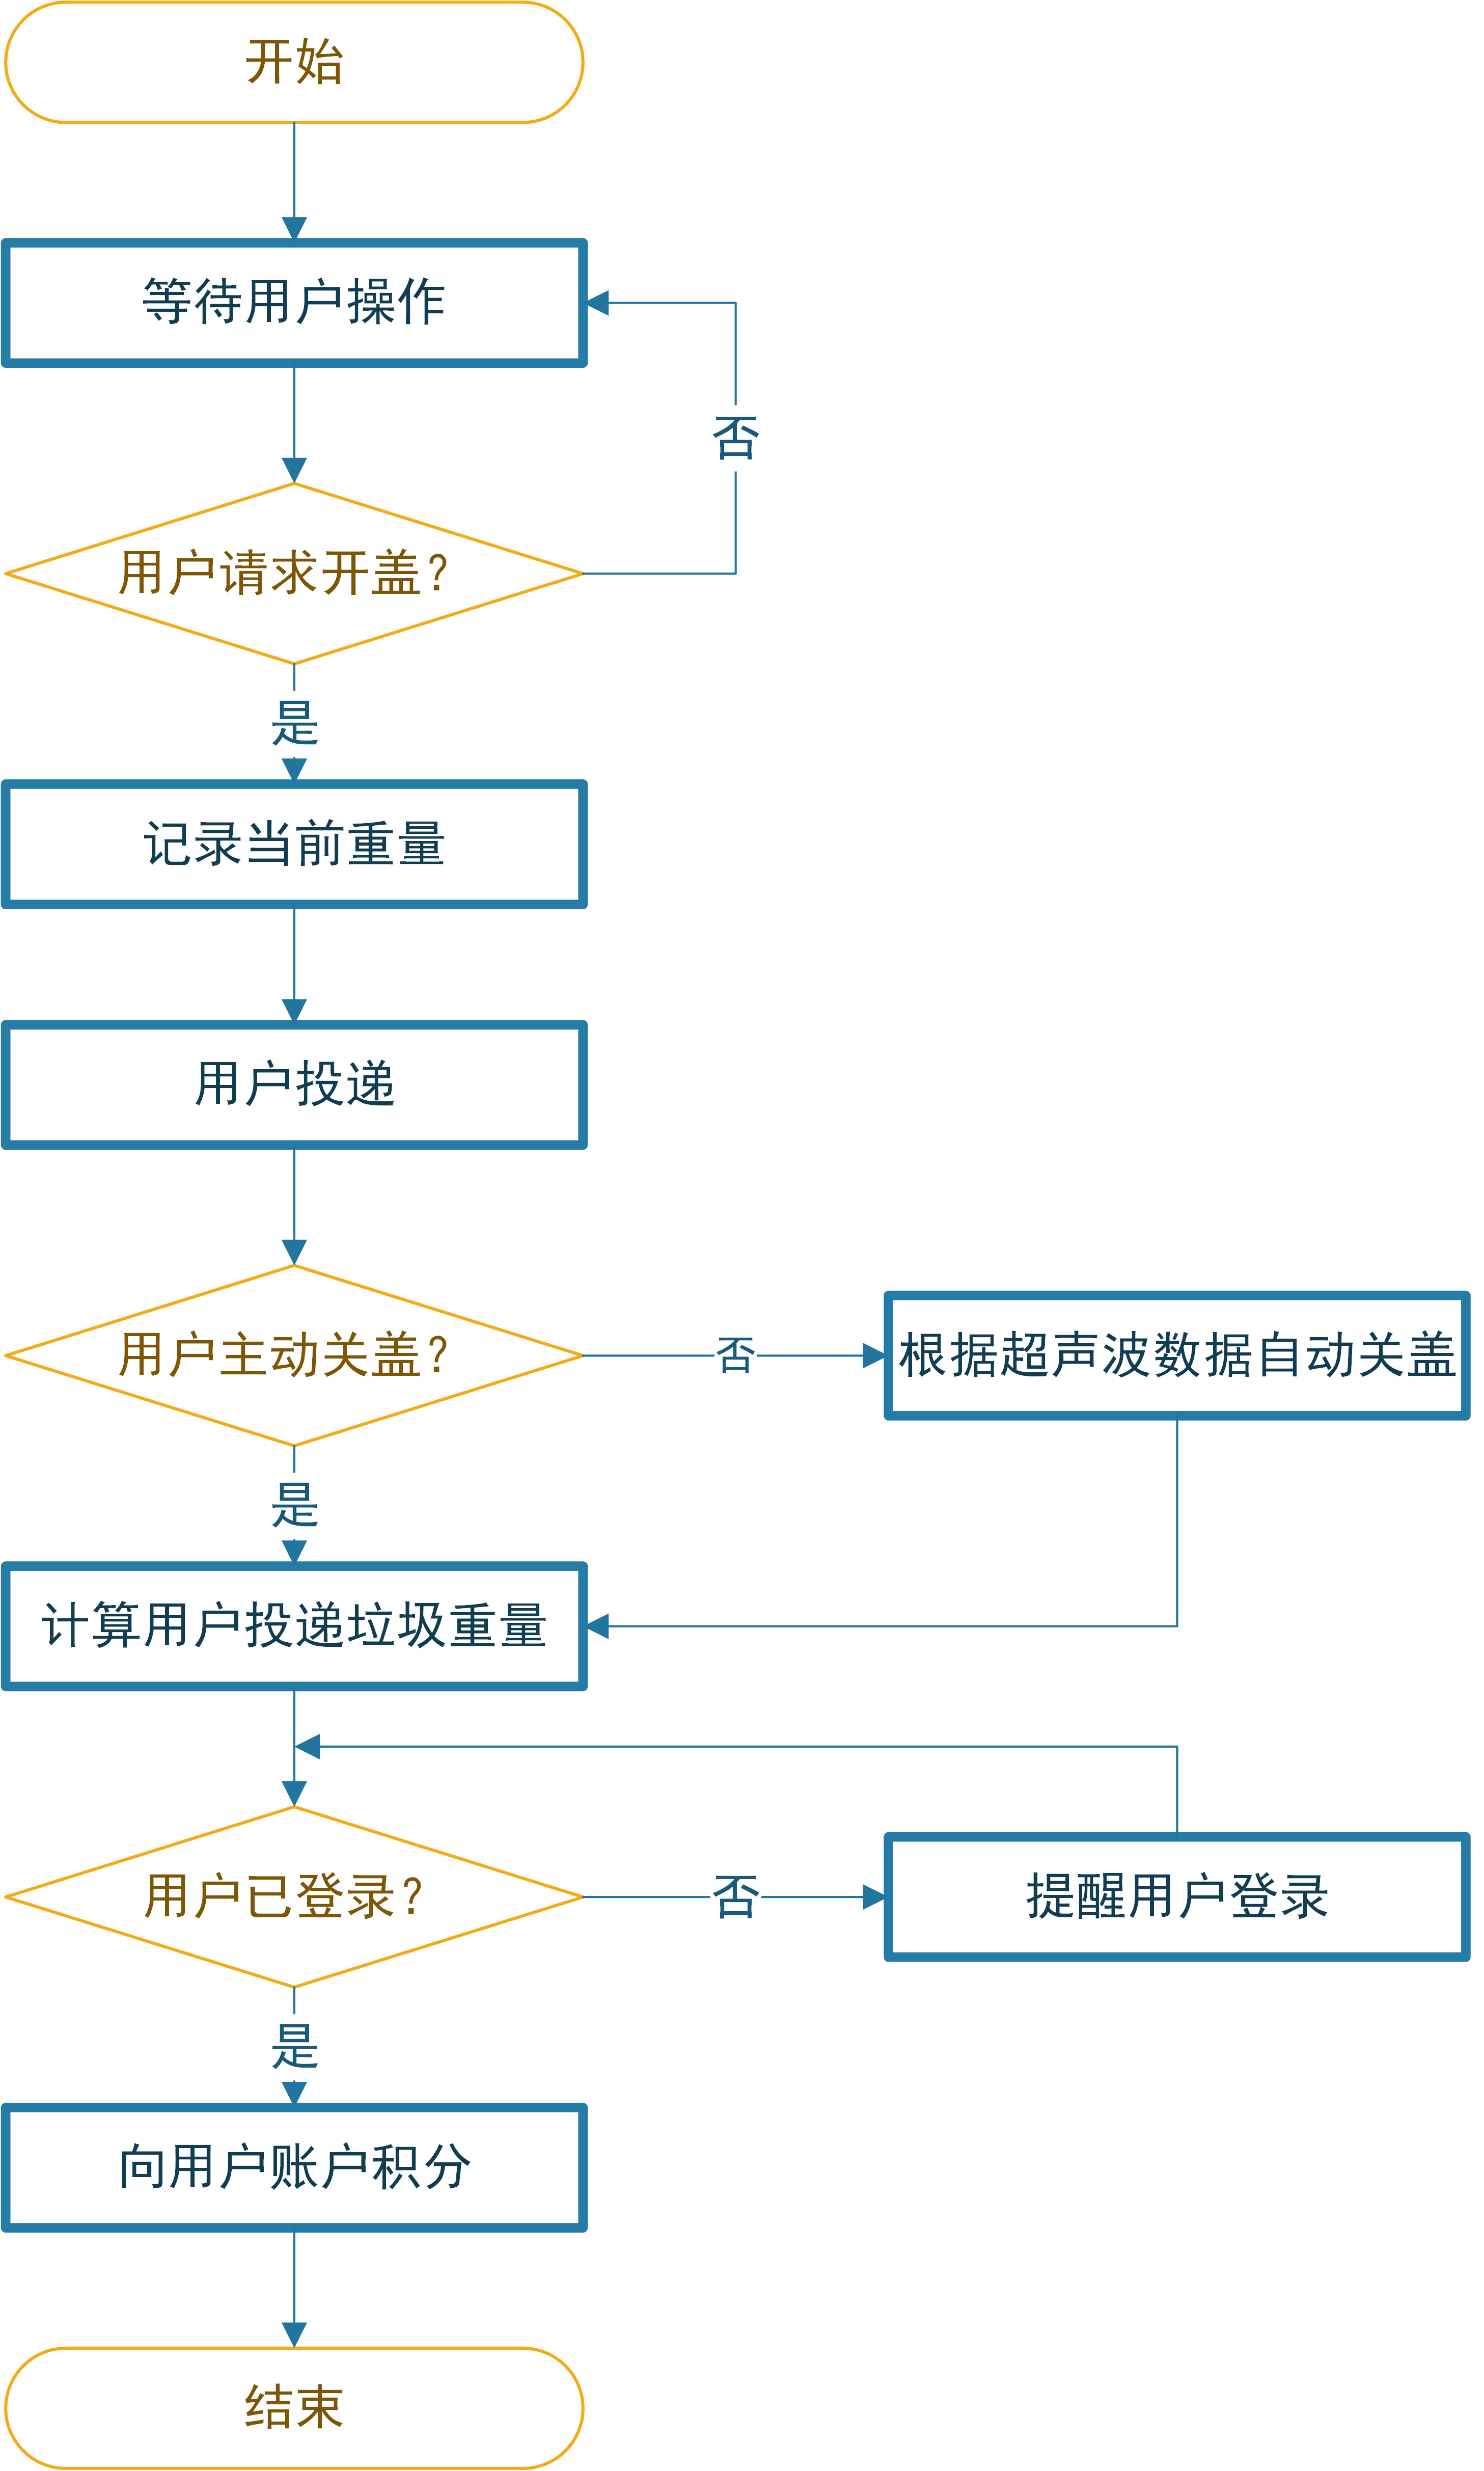 开始
等待用户操作
否
用户请求开盖?
是
记录当前重量
用户投递
用户主动关盖?
否
根据超声波数据自动关盖
是
计算用户投递垃圾重量
用户已登录?
否
提醒用户登录
是
向用户账户积分
结束